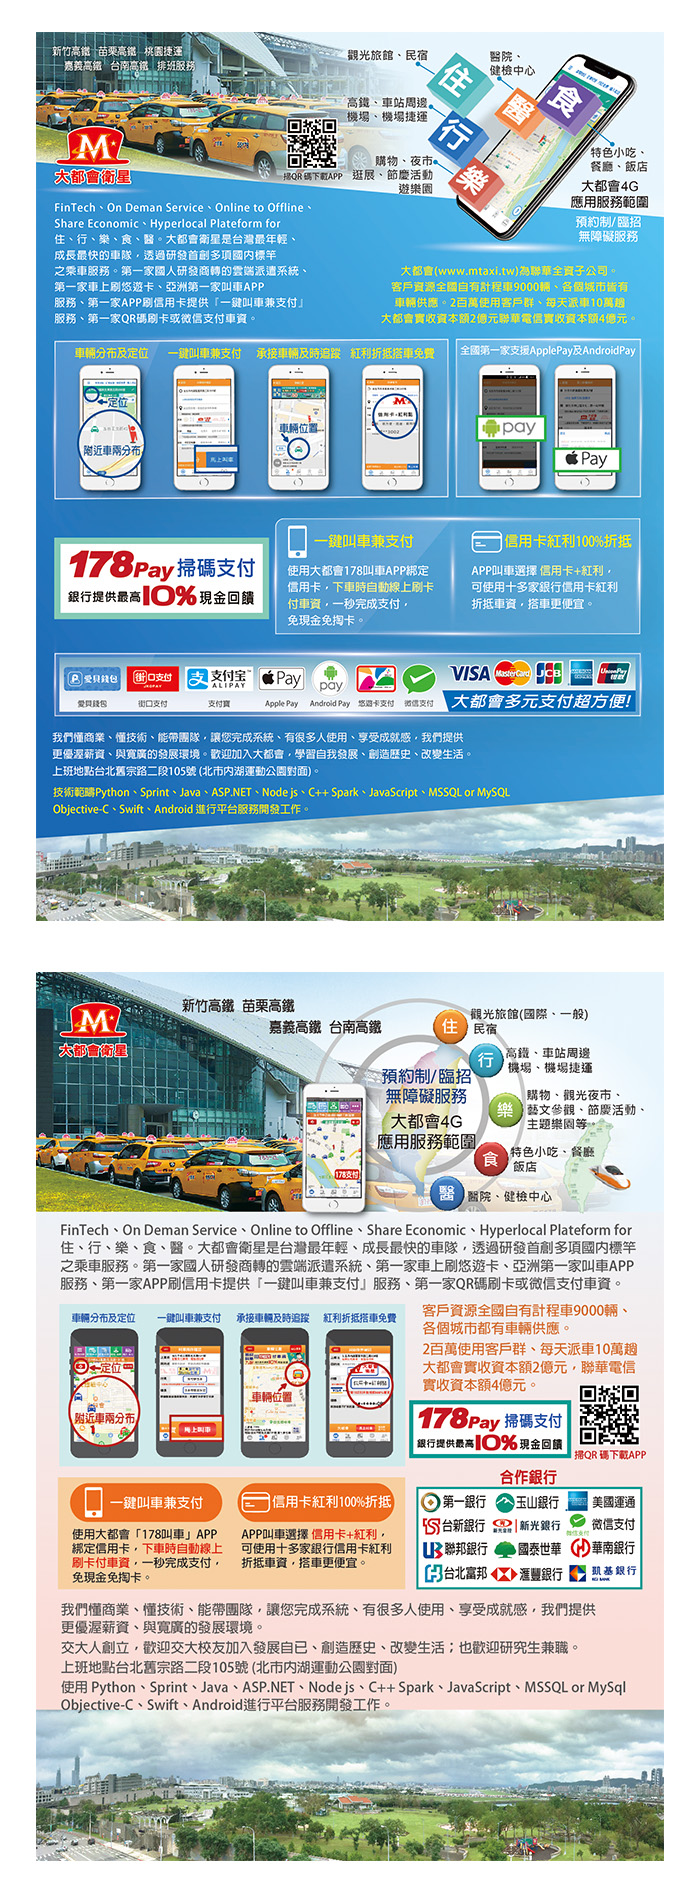 新竹高鐵 苗栗高鐵 桃園捷運
嘉義高鐵 台南高鐵 排班服務
大都會衛星
掃QR 碼下載APP
觀光旅館、民宿
醫院、
健檢中心
高鐵、車站周邊
機場、機場捷運
購物、夜市、
逛展、節慶活動
遊樂園
住
行
樂
醫
食
特色小吃、
餐廳、飯店
大都會4G
應用服務範圍
預約制/臨招
無障礙服務
FinTech、On Deman Service、Online to Offline、
Share Economic、Hyperlocal Plateform for
住、行、樂、食、醫。大都會衛星是台灣最年輕、
成長最快的車隊，透過研發首創多項國內標竿
之乘車服務。第一家國人研發商轉的雲端派遣系統、
第一家車上刷悠遊卡、亞洲第一家叫車APP
服務、第一家APP刷信用卡提供『一鍵叫車兼支付』
服務、第一家QR碼刷卡或微信支付車資。
大都會(www.mtaxi.tw)為聯華全資子公司。
客戶資源全國自有計程車9000輛、各個城市皆有
車輛供應。2百萬使用客戶群、每天派車10萬趟
大都會實收資本額2億元聯華電信實收資本額4億元。
車輛分布及定位 一鍵叫車兼支付 承接車輛及時追蹤 紅利折抵搭車免費
全國第一家支援ApplePay及AndroidPay
定位
附近車兩分布
馬上叫車
車輛位置
信用卡+紅利點
pay
Pay
178Pay 掃碼支付
銀行提供最高10%現金回饋
一鍵叫車兼支付
使用大都會178叫車APP綁定
信用卡，下車時自動線上刷卡
付車資，一秒完成支付，
免現金免掏卡。
信用卡紅利100%折抵
APP叫車選擇 信用卡+紅利，
可使用十多家銀行信用卡紅利
折抵車資，搭車更便宜。
愛貝錢包 街口支付 支付宝 ALIPAY Pay pay VISA MasterCard JCB UnionPay 银联
愛貝錢包 街口支付 支付寶 Apple Pay Android Pay 悠遊卡支付 微信支付
大都會多元支付超方便!
我們懂商業、懂技術、能帶團隊，讓您完成系統、有很多人使用、享受成就感，我們提供
更優渥薪資、與寬廣的發展環境。歡迎加入大都會，學習自我發展、創造歷史、改變生活。
上班地點台北舊宗路二段105號 (北市內湖運動公園對面)。
技術範疇Python、Sprint、Java、ASP.NET、Node js、C++ Spark、JavaScript、MSSQL or MySQL
Objective-C、Swift、Android 進行平台服務開發工作。
大都會衛星
新竹高鐵 苗栗高鐵
嘉義高鐵 台南高鐵
預約制/臨招
無障礙服務
大都會4G
應用服務範圍
178支付
住
觀光旅館(國際、一般)
民宿
行
高鐵、車站周邊
機場、機場捷運
樂
購物、觀光夜市、
藝文參觀、節慶活動、
主題樂園等
食
特色小吃、餐廳
飯店
醫
醫院、健檢中心
FinTech、On Deman Service、Online to Offline、Share Economic、Hyperlocal Plateform for
住、行、樂、食、醫。大都會衛星是台灣最年輕、成長最快的車隊，透過研發首創多項國內標竿
之乘車服務。第一家國人研發商轉的雲端派遣系統、第一家車上刷悠遊卡、亞洲第一家叫車APP
服務、第一家APP刷信用卡提供『一鍵叫車兼支付』服務、第一家QR碼刷卡或微信支付車資。
車輛分布及定位 一鍵叫車兼支付 承接車輛及時追蹤 紅利折抵搭車免費
定位
附近車兩分布
馬上叫車
車輛位置
信用卡+紅利點
客戶資源全國自有計程車9000輛、
各個城市都有車輛供應。
2百萬使用客戶群、每天派車10萬趟
大都會實收資本額2億元，聯華電信
實收資本額4億元。
178Pay 掃碼支付
銀行提供最高10%現金回饋
掃QR 碼下載APP
一鍵叫車兼支付
使用大都會「178叫車」APP
綁定信用卡，下車時自動線上
刷卡付車資，一秒完成支付，
免現金免掏卡。
信用卡紅利100%折抵
APP叫車選擇 信用卡+紅利，
可使用十多家銀行信用卡紅利
折抵車資，搭車更便宜。
合作銀行
第一銀行 玉山銀行 美國運通
台新銀行 新光銀行 微信支付
聯邦銀行 國泰世華 華南銀行
台北富邦 滙豐銀行 凱基銀行
我們懂商業、懂技術、能帶團隊，讓您完成系統、有很多人使用、享受成就感，我們提供
更優渥薪資、與寬廣的發展環境。
交大人創立，歡迎交大校友加入發展自已、創造歷史、改變生活；也歡迎研究生兼職。
上班地點台北舊宗路二段105號 (北市內湖運動公園對面)
使用 Python、Sprint、Java、ASP.NET、Node js、C++ Spark、JavaScript、MSSQL or MySql
Objective-C、Swift、Android進行平台服務開發工作。